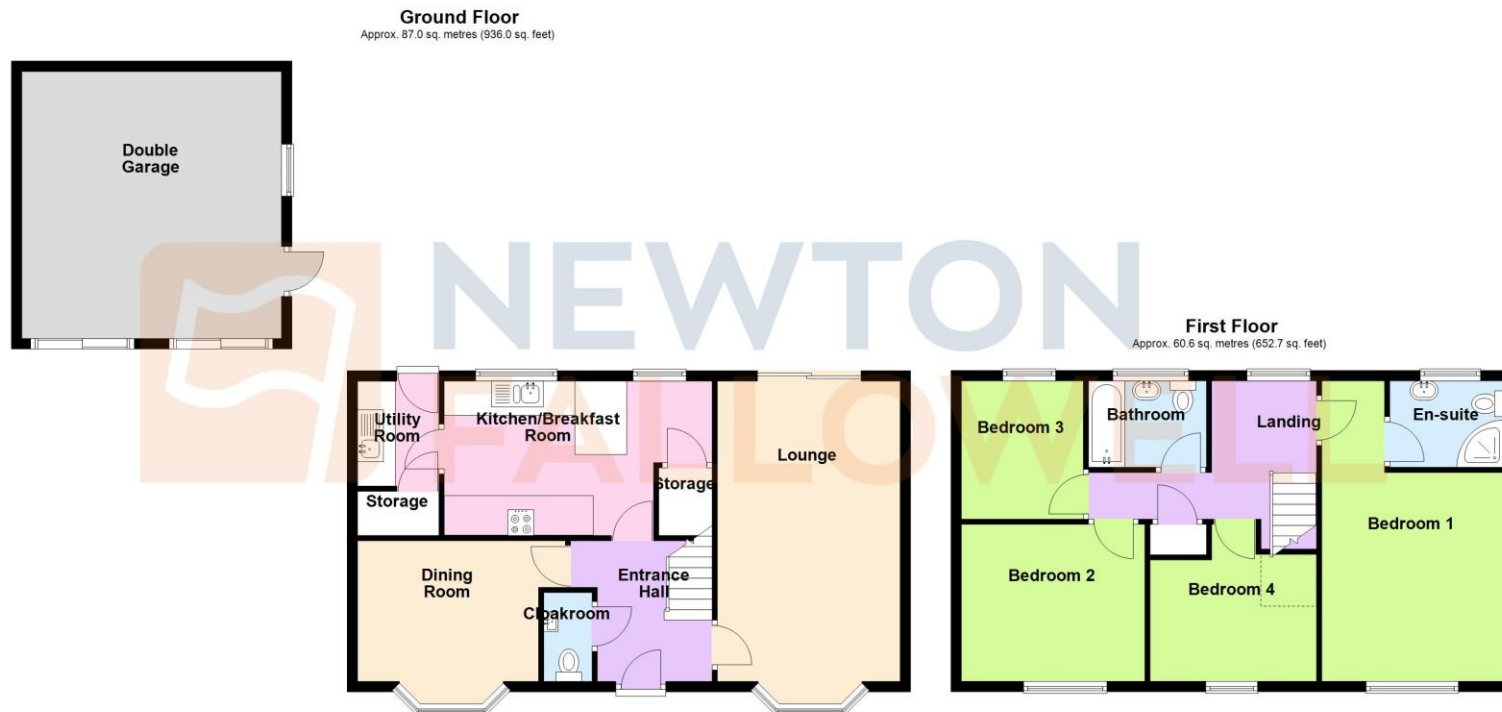 Ground Floor
Approx. 87.0 sq. metres (936.0 sq. feet)
Double
Garage
NEWTON
FALLOWELL
First Floor
Approx. 60.6 sq. metres (652.7 sq. feet)
Utility
Room
Kitchen/Breakfast
Room
Lounge
Storage
Storage
Dining
Room
Entrance
Hall
Cloakroom
Bedroom 3
Bathroom
Landing
En-suite
Bedroom 1
Bedroom 2
Bedroom 4